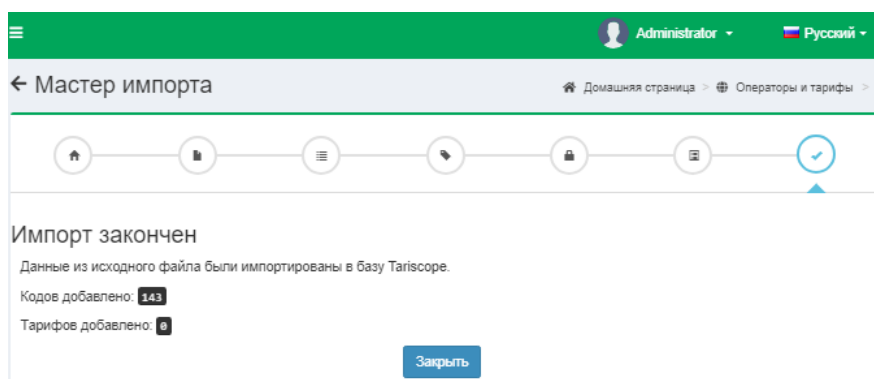 Administrator
Русский
Мастер импорта
Домашняя страница > Операторы и тарифы >
Импорт закончен
Данные из исходного файла были импортированы в базу Tariscope.
Кодов добавлено: 143
Тарифов добавлено: 0
Закрыть